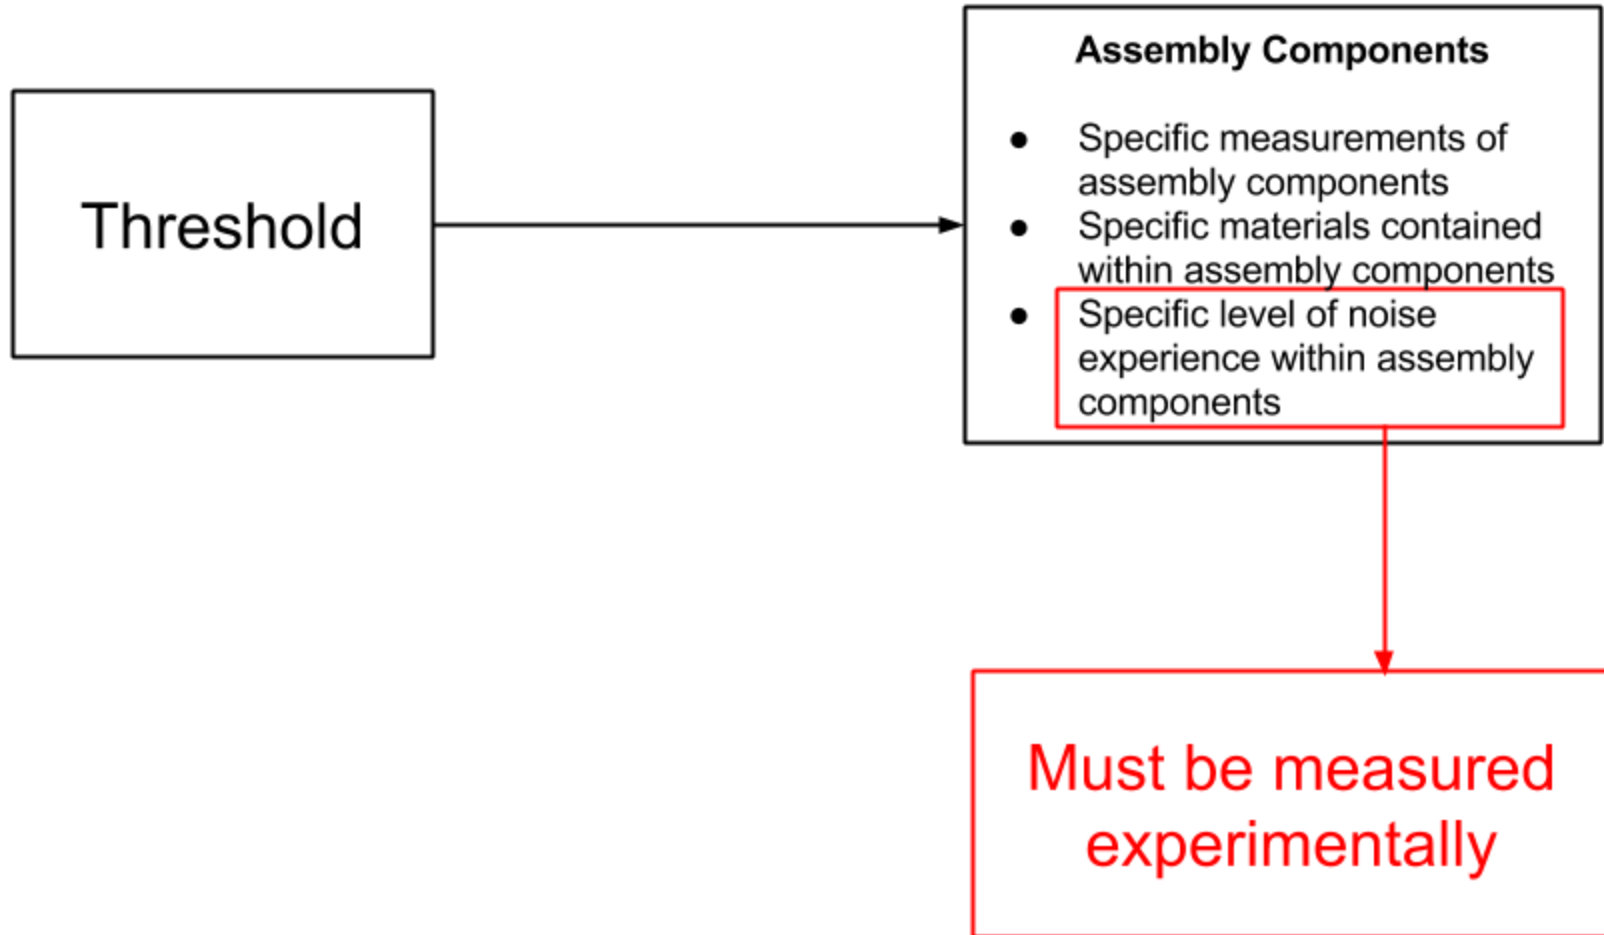 Threshold
Assembly Components
● Specific measurements of
assembly components
● Specific materials contained
within assembly components
● Specific level of noise
experience within assembly
components
Must be measured
experimentally